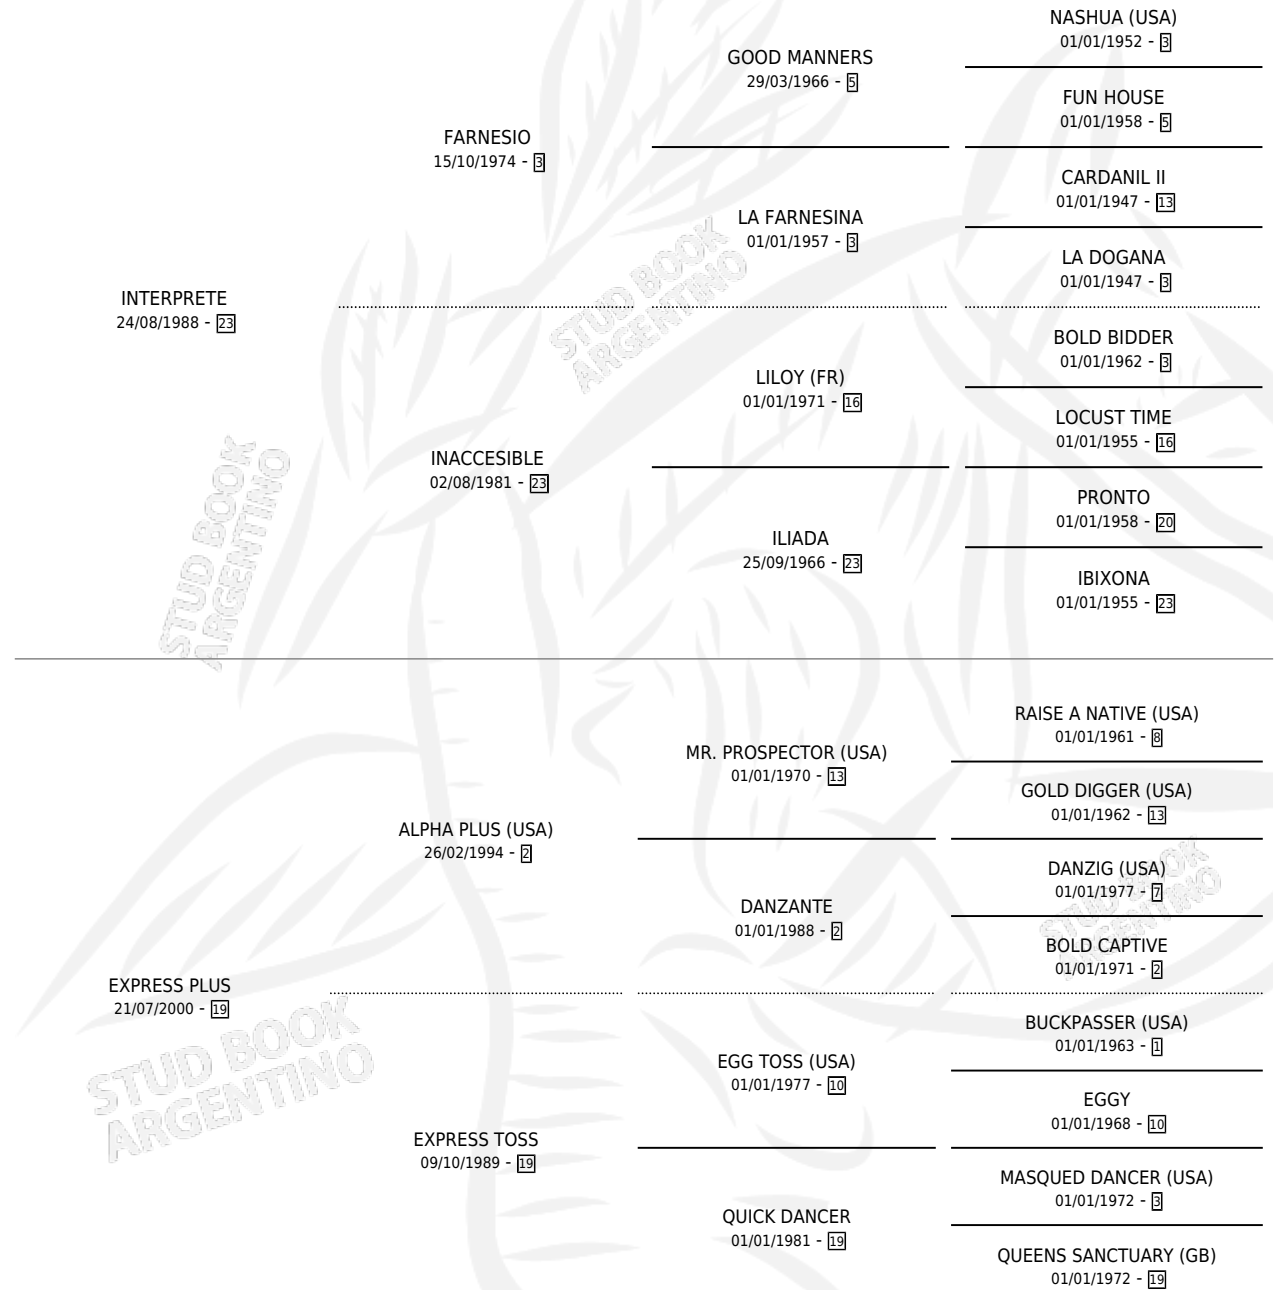 NASHUA (USA)
01/01/1952 - 3
GOOD MANNERS
29/03/1966 - 5
FUN HOUSE
01/01/1958 - 5
FARNESIO
15/10/1974 - 3
CARDANIL II
01/01/1947 - 13
LA FARNESINA
01/01/1957 - 3
LA DOGANA
01/01/1947 - 3
INTERPRETE
24/08/1988 - 23
BOLD BIDDER
01/01/1962 - 3
LILOY (FR)
01/01/1971 - 16
LOCUST TIME
01/01/1955 - 16
INACCESIBLE
02/08/1981 - 23
PRONTO
01/01/1958 - 20
ILIADA
25/09/1966 - 23
IBIXONA
01/01/1955 - 23
RAISE A NATIVE (USA)
01/01/1961 - 8
MR. PROSPECTOR (USA)
01/01/1970 - 13
GOLD DIGGER (USA)
01/01/1962 - 13
ALPHA PLUS (USA)
26/02/1994 - 2
DANZIG (USA)
01/01/1977 - 7
DANZANTE
01/01/1988 - 2
BOLD CAPTIVE
01/01/1971 - 2
EXPRESS PLUS
21/07/2000 - 19
BUCKPASSER (USA)
01/01/1963 - 1
EGG TOSS (USA)
01/01/1977 - 10
EGGY
01/01/1968 - 10
EXPRESS TOSS
09/10/1989 - 19
MASQUED DANCER (USA)
01/01/1972 - 3
QUICK DANCER
01/01/1981 - 19
QUEENS SANCTUARY (GB)
01/01/1972 - 19
STUD BOOK
ARGENTINO
STUD BOOK
ARGENTINO
STUD BOOK
ARGENTINO
STUD BOOK
ARGENTINO